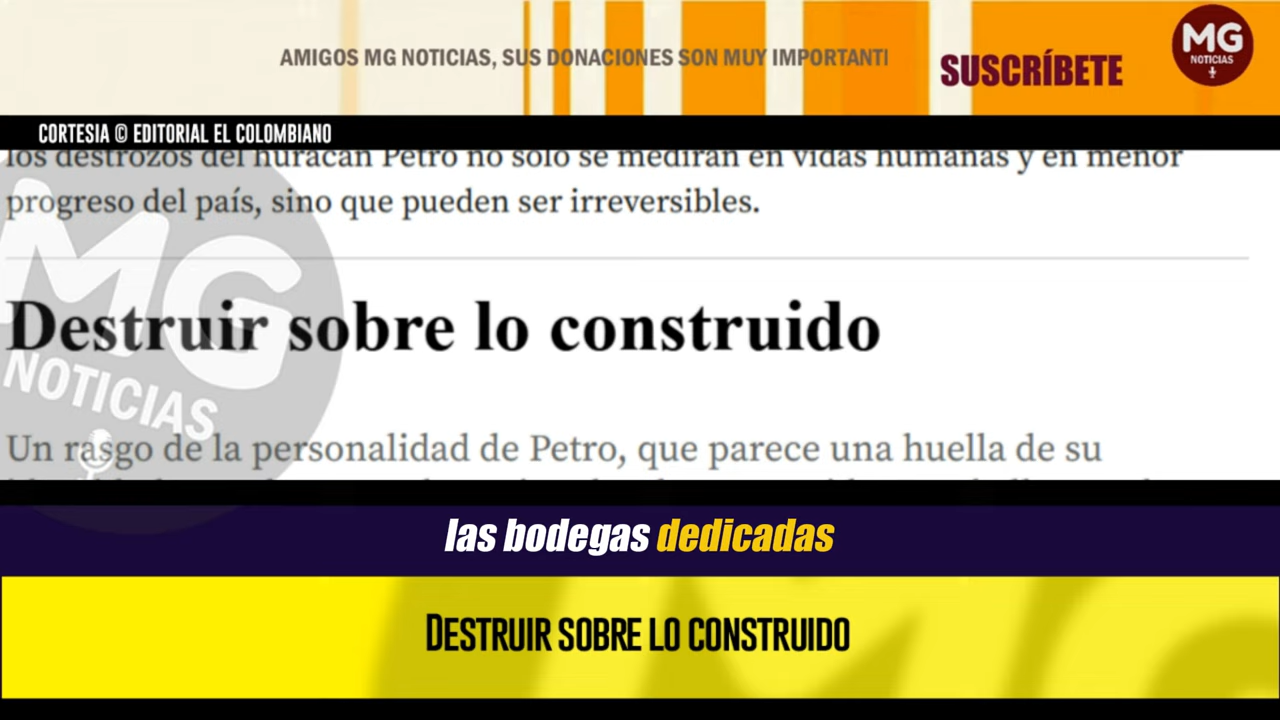 AMIGOS MG NOTICIAS, SUS DONACIONES SON MUY IMPORTANT
SUSCRÍBETE
MG
NOTICIAS
CORTESIA © EDITORIAL EL COLOMBIANO
los destrozos del huracán Petro no solo se medirán en vidas humanas y en menor
progreso del país, sino que pueden ser irreversibles.
MG
NOTICIAS
Destruir sobre lo construido
Un rasgo de la personalidad de Petro, que parece una huella de su
las bodegas dedicadas
DESTRUIR SOBRE LO CONSTRUIDO